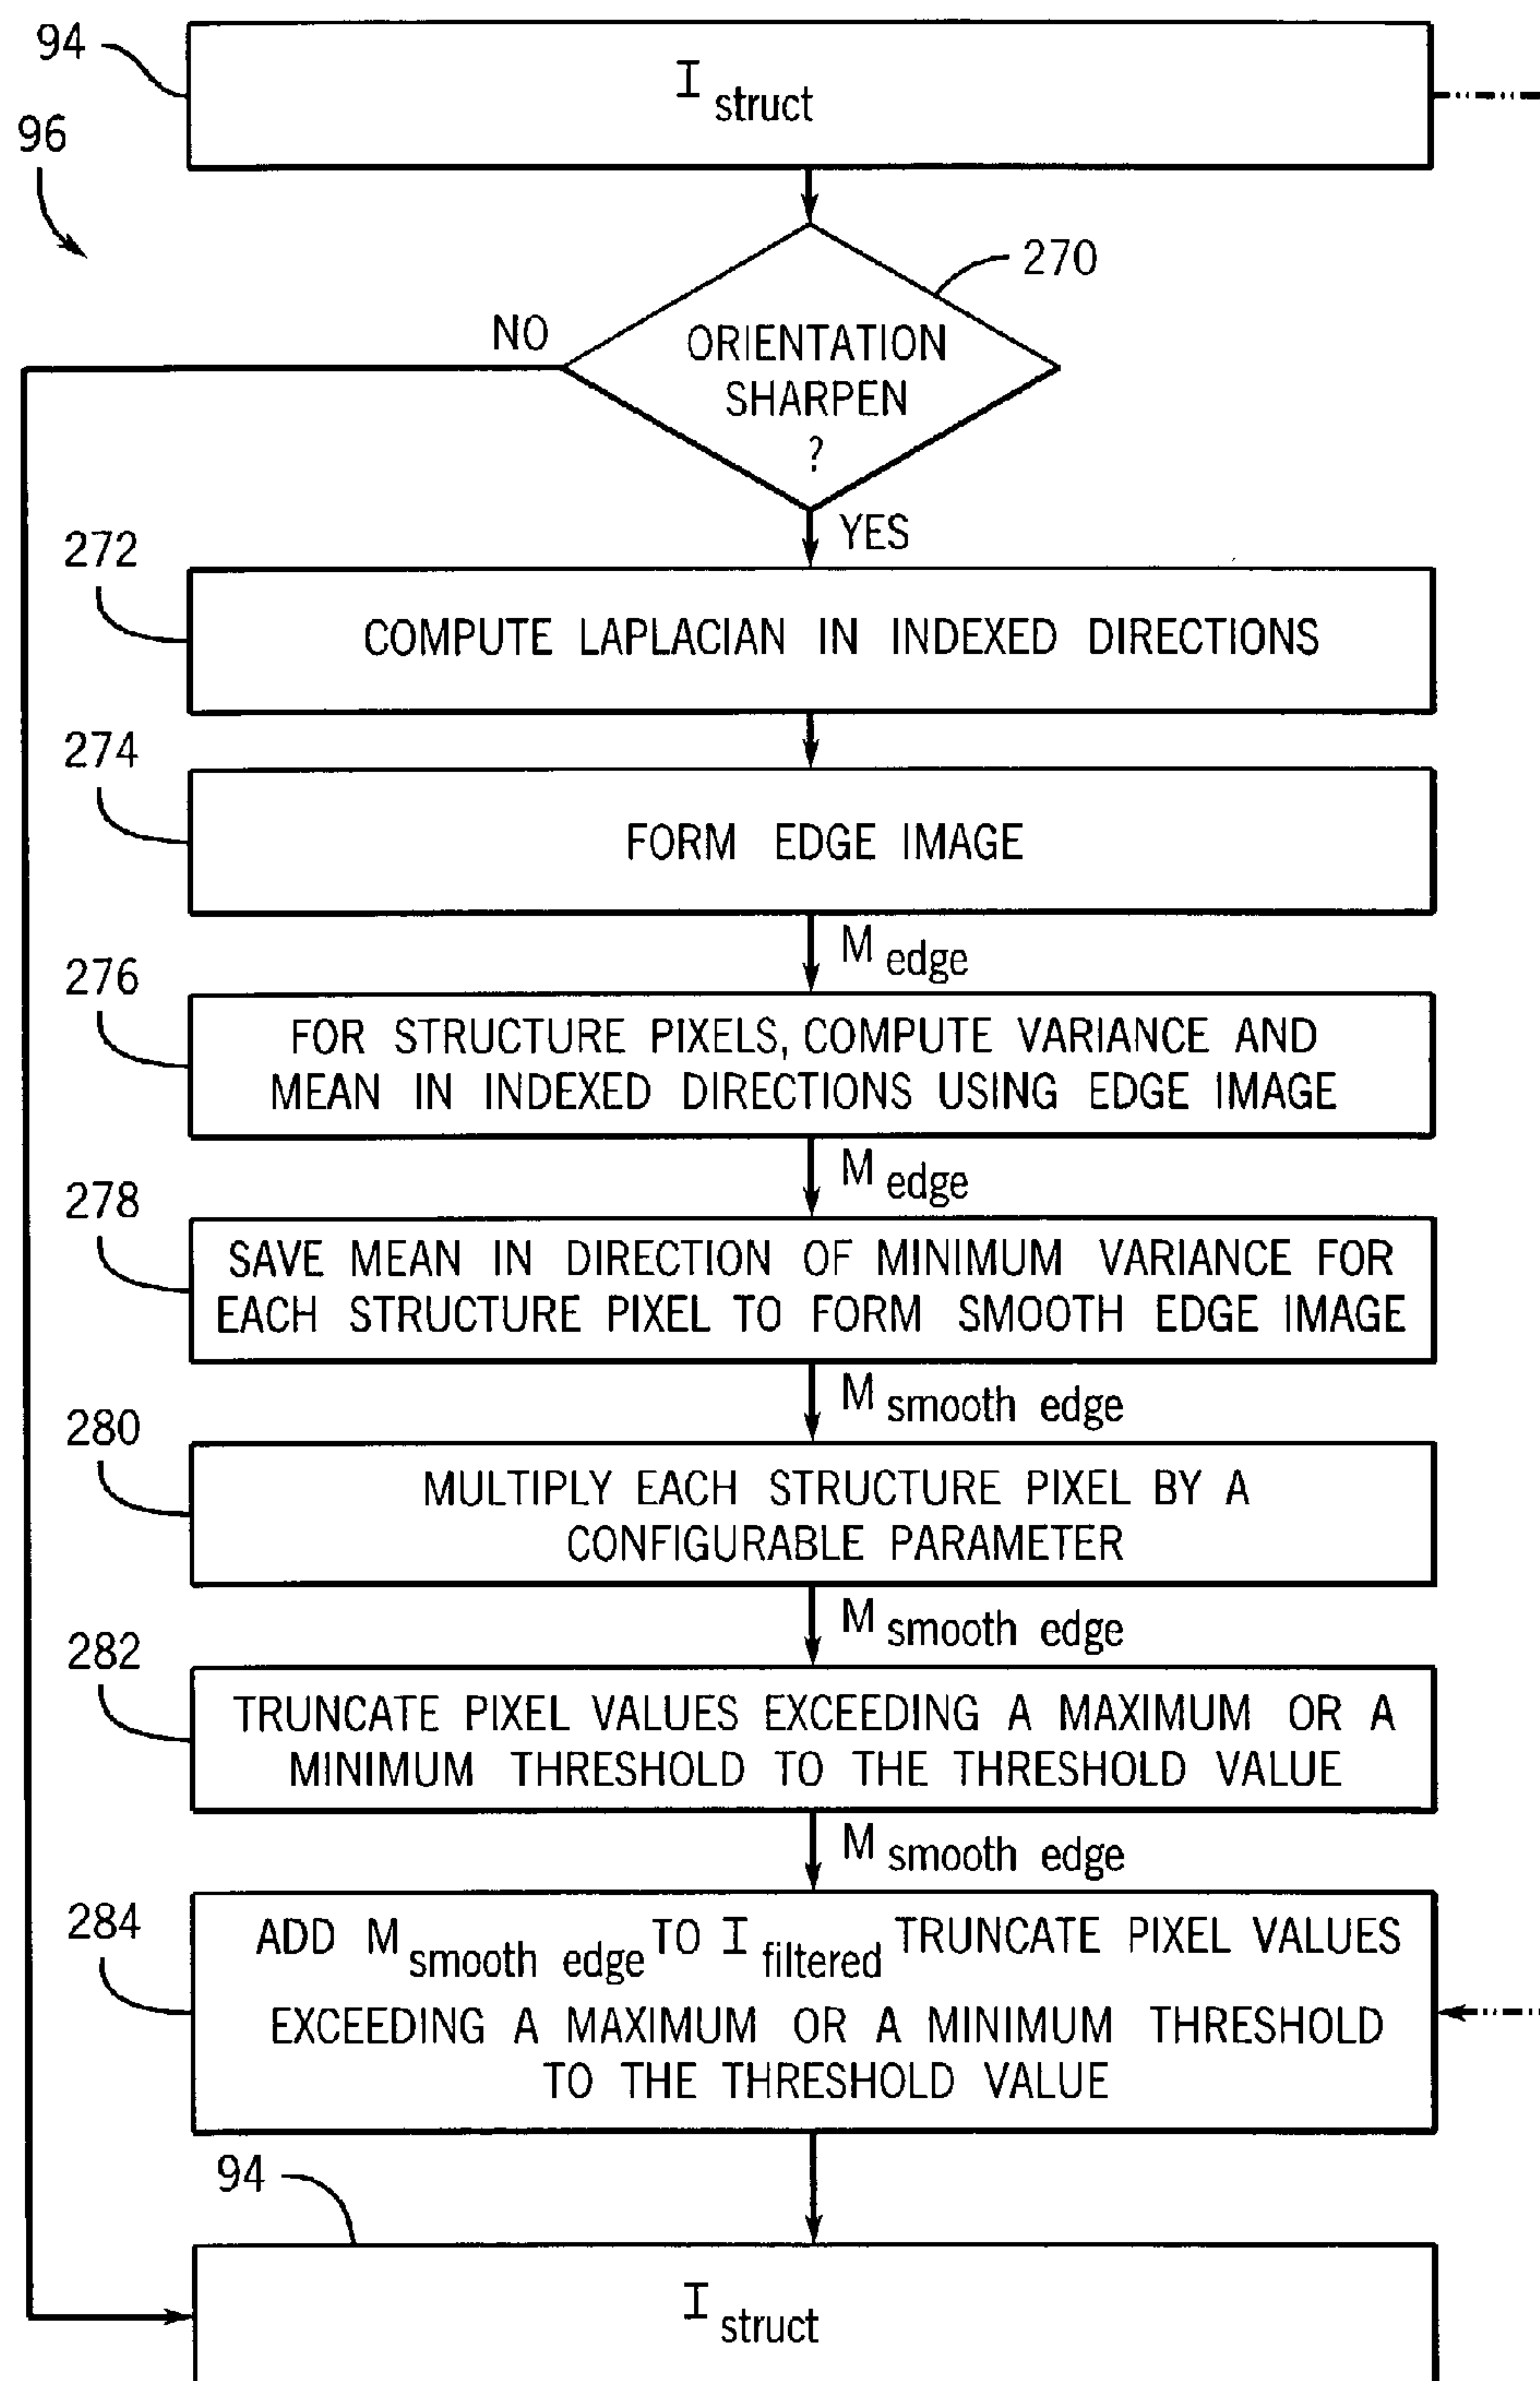 94
I struct
96
270
NO
ORIENTATION
SHARPEN
?
YES
272
COMPUTE LAPLACIAN IN INDEXED DIRECTIONS
274
FORM EDGE IMAGE
M edge
276
FOR STRUCTURE PIXELS, COMPUTE VARIANCE AND
MEAN IN INDEXED DIRECTIONS USING EDGE IMAGE
M edge
278
SAVE MEAN IN DIRECTION OF MINIMUM VARIANCE FOR
EACH STRUCTURE PIXEL TO FORM SMOOTH EDGE IMAGE
M smooth edge
280
MULTIPLY EACH STRUCTURE PIXEL BY A
CONFIGURABLE PARAMETER
M smooth edge
282
TRUNCATE PIXEL VALUES EXCEEDING A MAXIMUM OR A
MINIMUM THRESHOLD TO THE THRESHOLD VALUE
M smooth edge
284
ADD M smooth edge TO I filtered TRUNCATE PIXEL VALUES
EXCEEDING A MAXIMUM OR A MINIMUM THRESHOLD
TO THE THRESHOLD VALUE
94
I struct